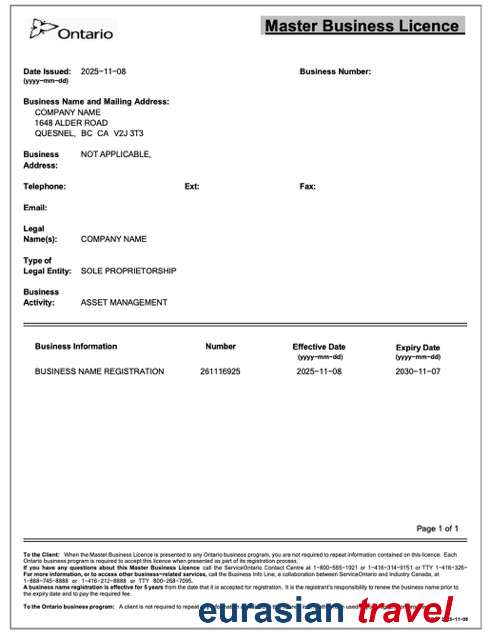 Ontario
Master Business Licence
Date Issued: 2025-11-08
(yyyy-mm-dd)
Business Number:
Business Name and Mailing Address:
COMPANY NAME
1648 ALDER ROAD
QUESNEL, BC CA V2J 3T3
Business Address: NOT APPLICABLE,
Telephone: Ext: Fax:
Email:
Legal Name(s): COMPANY NAME
Type of Legal Entity: SOLE PROPRIETORSHIP
Business Activity: ASSET MANAGEMENT
Business Information Number Effective Date Expiry Date
(yyyy-mm-dd) (yyyy-mm-dd)
BUSINESS NAME REGISTRATION 261116925 2025-11-08 2030-11-07
Page 1 of 1
To the Client: When the Master Business Licence is presented to any Ontario business program, you are not required to repeat information contained on this licence. Each
Ontario business program is required to accept this licence when presented as part of its registration process.
If you have any questions about this Master Business Licence call the ServiceOntario Contact Centre at 1-800-565-1921 or 1-416-314-9151 or TTY 1-416-326-
For more information, or to access other business-related services, call the Business Info Line, a collaboration between ServiceOntario and Industry Canada, at
1-888-745-8888 or 1-416-212-8888 or TTY 800-268-7095.
A business name registration is effective for 5 years from the date that it is accepted for registration. It is the registrant's responsibility to renew the business name prior to
the expiry date and to pay the required fee.
To the Ontario business program: A client is not required to repeat
eurasian travel
2025-11-08